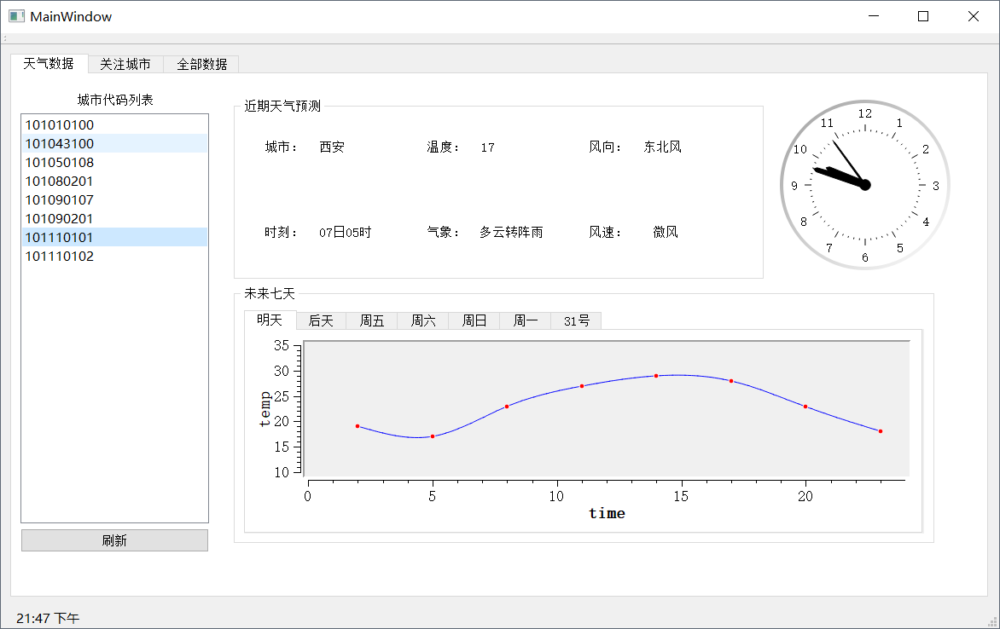 MainWindow
天气数据 关注城市 全部数据
城市代码列表
101010100
101043100
101050108
101080201
101090107
101090201
101110101
101110102
刷新
近期天气预测
城市： 西安 温度： 17 风向： 东北风
时刻： 07日05时 气象： 多云转阵雨 风速： 微风
12
1
2
3
4
5
6
7
8
9
10
11
未来七天
明天 后天 周五 周六 周日 周一 31号
temp
35
30
25
20
15
10
0 5 10 15 20
time
21:47 下午